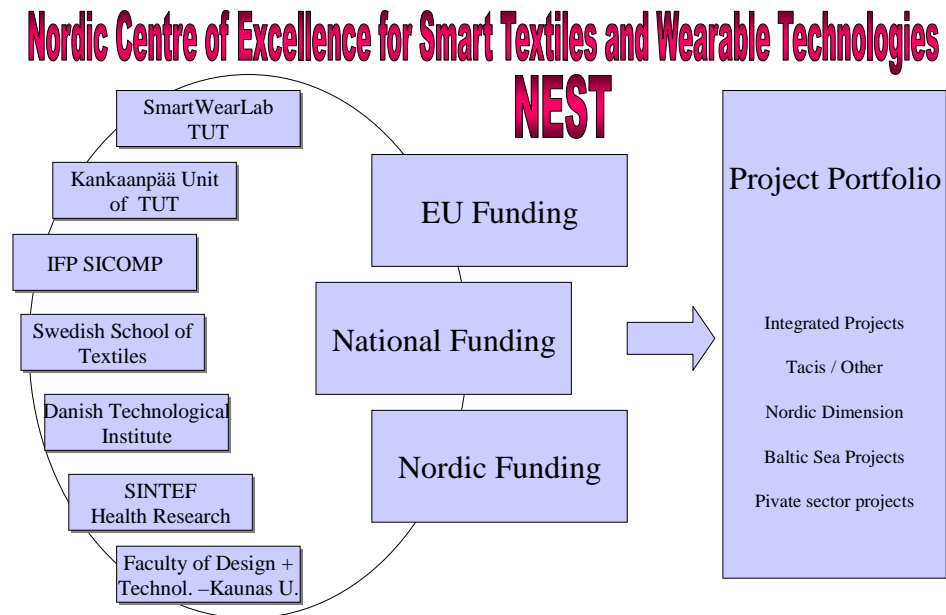 Nordic Centre of Excellence for Smart Textiles and Wearable Technologies
NEST
SmartWearLab
TUT
Kankaanpää Unit
of TUT
IFP SICOMP
Swedish School of
Textiles
Danish Technological
Institute
SINTEF
Health Research
Faculty of Design +
Technol. –Kaunas U.
EU Funding
National Funding
Nordic Funding
Project Portfolio
Integrated Projects
Tacis / Other
Nordic Dimension
Baltic Sea Projects
Pivate sector projects